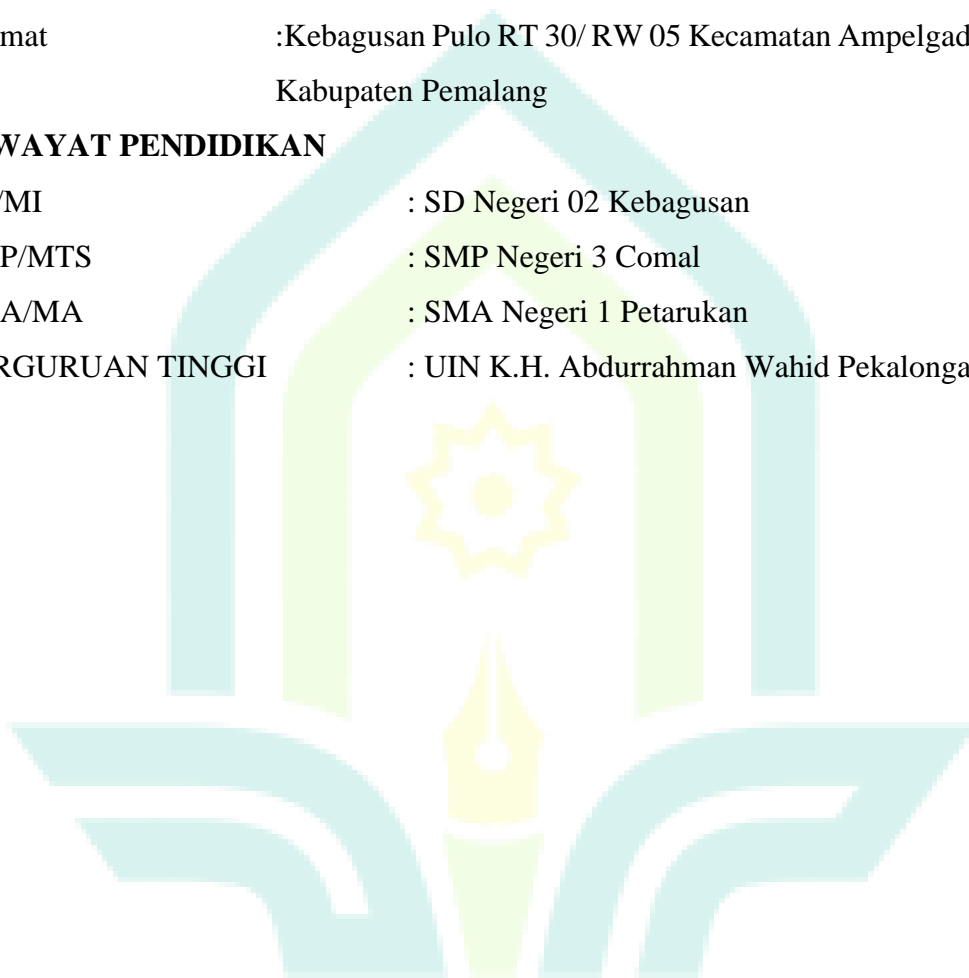 mat :Kebagusan Pulo RT 30/ RW 05 Kecamatan Ampelgad
Kabupaten Pemalang
WAYAT PENDIDIKAN
/MI : SD Negeri 02 Kebagusan
P/MTS : SMP Negeri 3 Comal
A/MA : SMA Negeri 1 Petarukan
RGURUAN TINGGI : UIN K.H. Abdurrahman Wahid Pekalonga